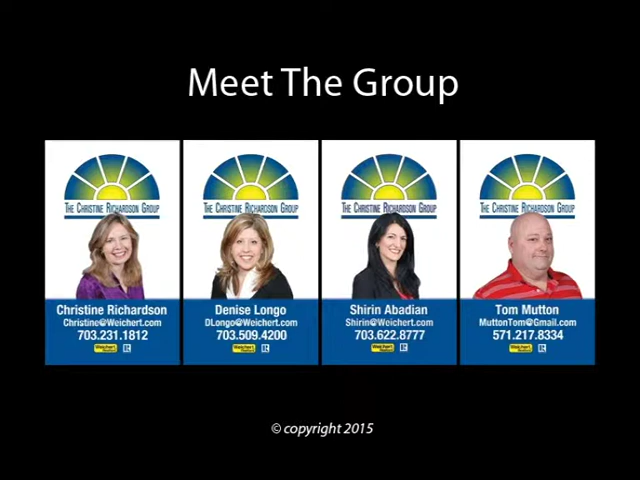 Meet The Group
The Christine Richardson Group
The Christine Richardson Group
The Christine Richardson Group
The Christine Richardson Group
Christine Richardson
Christine@Weichert.com
703.231.1812
Denise Longo
DLongo@Weichert.com
703.509.4200
Shirin Abadian
Shirin@Weichert.com
703.622.8777
Tom Mutton
MuttonTom@Gmail.com
571.217.8334
© copyright 2015